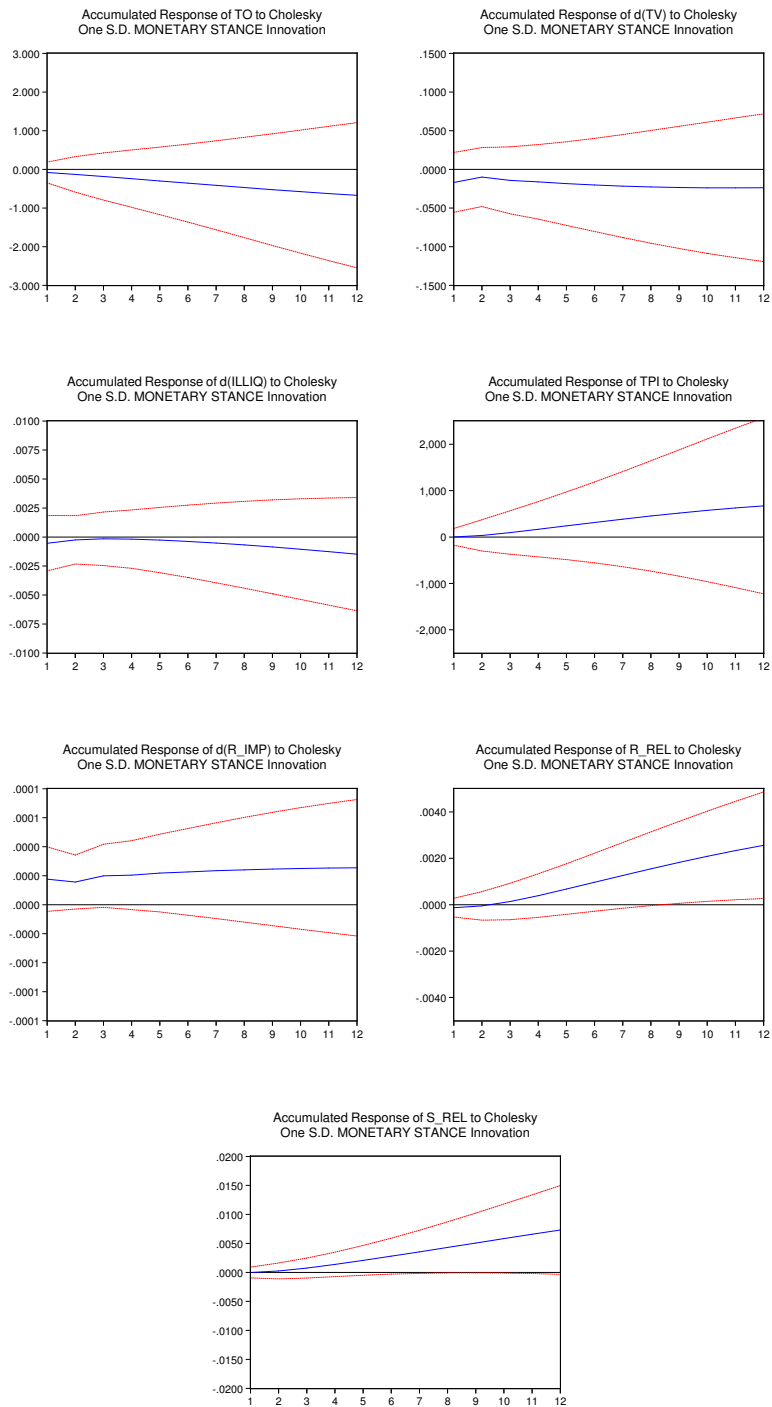 Accumulated Response of TO to Cholesky
One S.D. MONETARY STANCE Innovation
3.000
2.000
1.000
0.000
-1.000
-2.000
-3.000
1 2 3 4 5 6 7 8 9 10 11 12
Accumulated Response of d(TV) to Cholesky
One S.D. MONETARY STANCE Innovation
.1500
.1000
.0500
.0000
-.0500
-.1000
-.1500
1 2 3 4 5 6 7 8 9 10 11 12
Accumulated Response of d(ILLIQ) to Cholesky
One S.D. MONETARY STANCE Innovation
.0100
.0075
.0050
.0025
.0000
-.0025
-.0050
-.0075
-.0100
1 2 3 4 5 6 7 8 9 10 11 12
Accumulated Response of TPI to Cholesky
One S.D. MONETARY STANCE Innovation
2,000
1,000
0
-1,000
-2,000
1 2 3 4 5 6 7 8 9 10 11 12
Accumulated Response of d(R_IMP) to Cholesky
One S.D. MONETARY STANCE Innovation
.0001
.0001
.0000
.0000
.0000
-.0000
-.0001
-.0001
-.0001
1 2 3 4 5 6 7 8 9 10 11 12
Accumulated Response of R_REL to Cholesky
One S.D. MONETARY STANCE Innovation
.0040
.0020
.0000
-.0020
-.0040
1 2 3 4 5 6 7 8 9 10 11 12
Accumulated Response of S_REL to Cholesky
One S.D. MONETARY STANCE Innovation
.0200
.0150
.0100
.0050
.0000
-.0050
-.0100
-.0150
-.0200
1 2 3 4 5 6 7 8 9 10 11 12